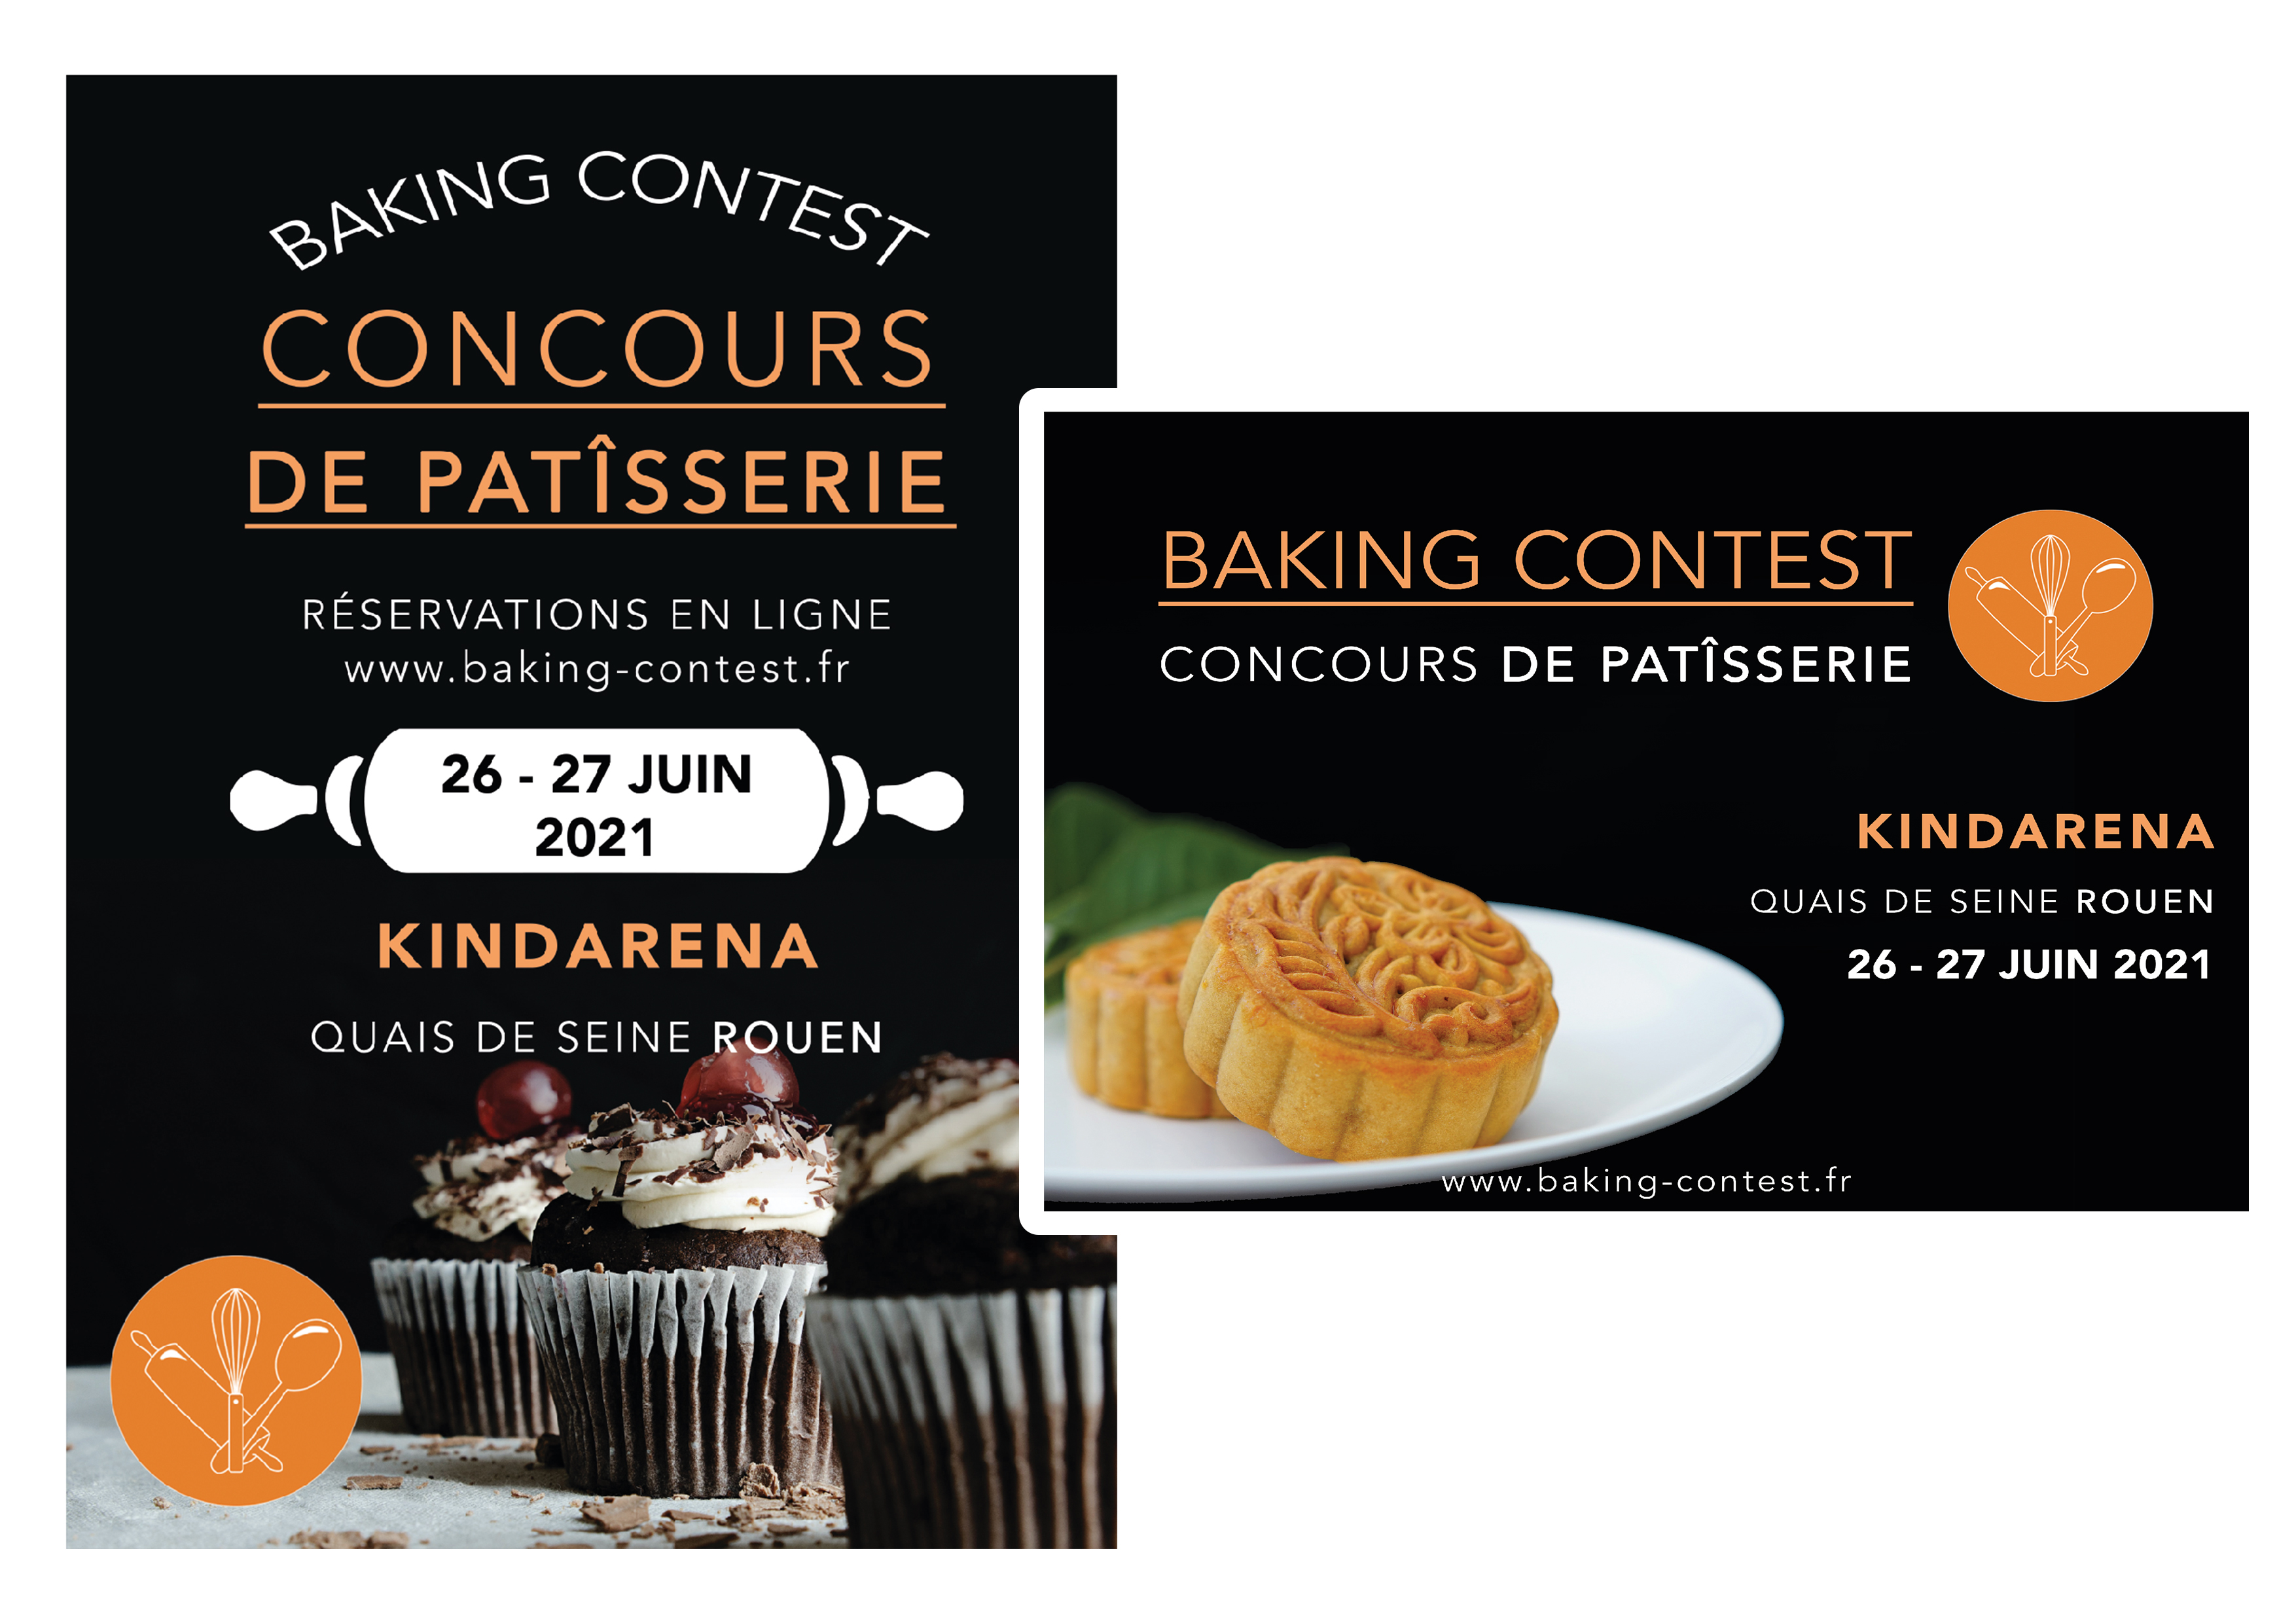 BAKING CONTEST
CONCOURS
DE PATÎSSERIE
RÉSERVATIONS EN LIGNE
www.baking-contest.fr
26 - 27 JUIN
2021
KINDARENA
QUAIS DE SEINE ROUEN
BAKING CONTEST
CONCOURS DE PATÎSSERIE
KINDARENA
QUAIS DE SEINE ROUEN
26 - 27 JUIN 2021
www.baking-contest.fr